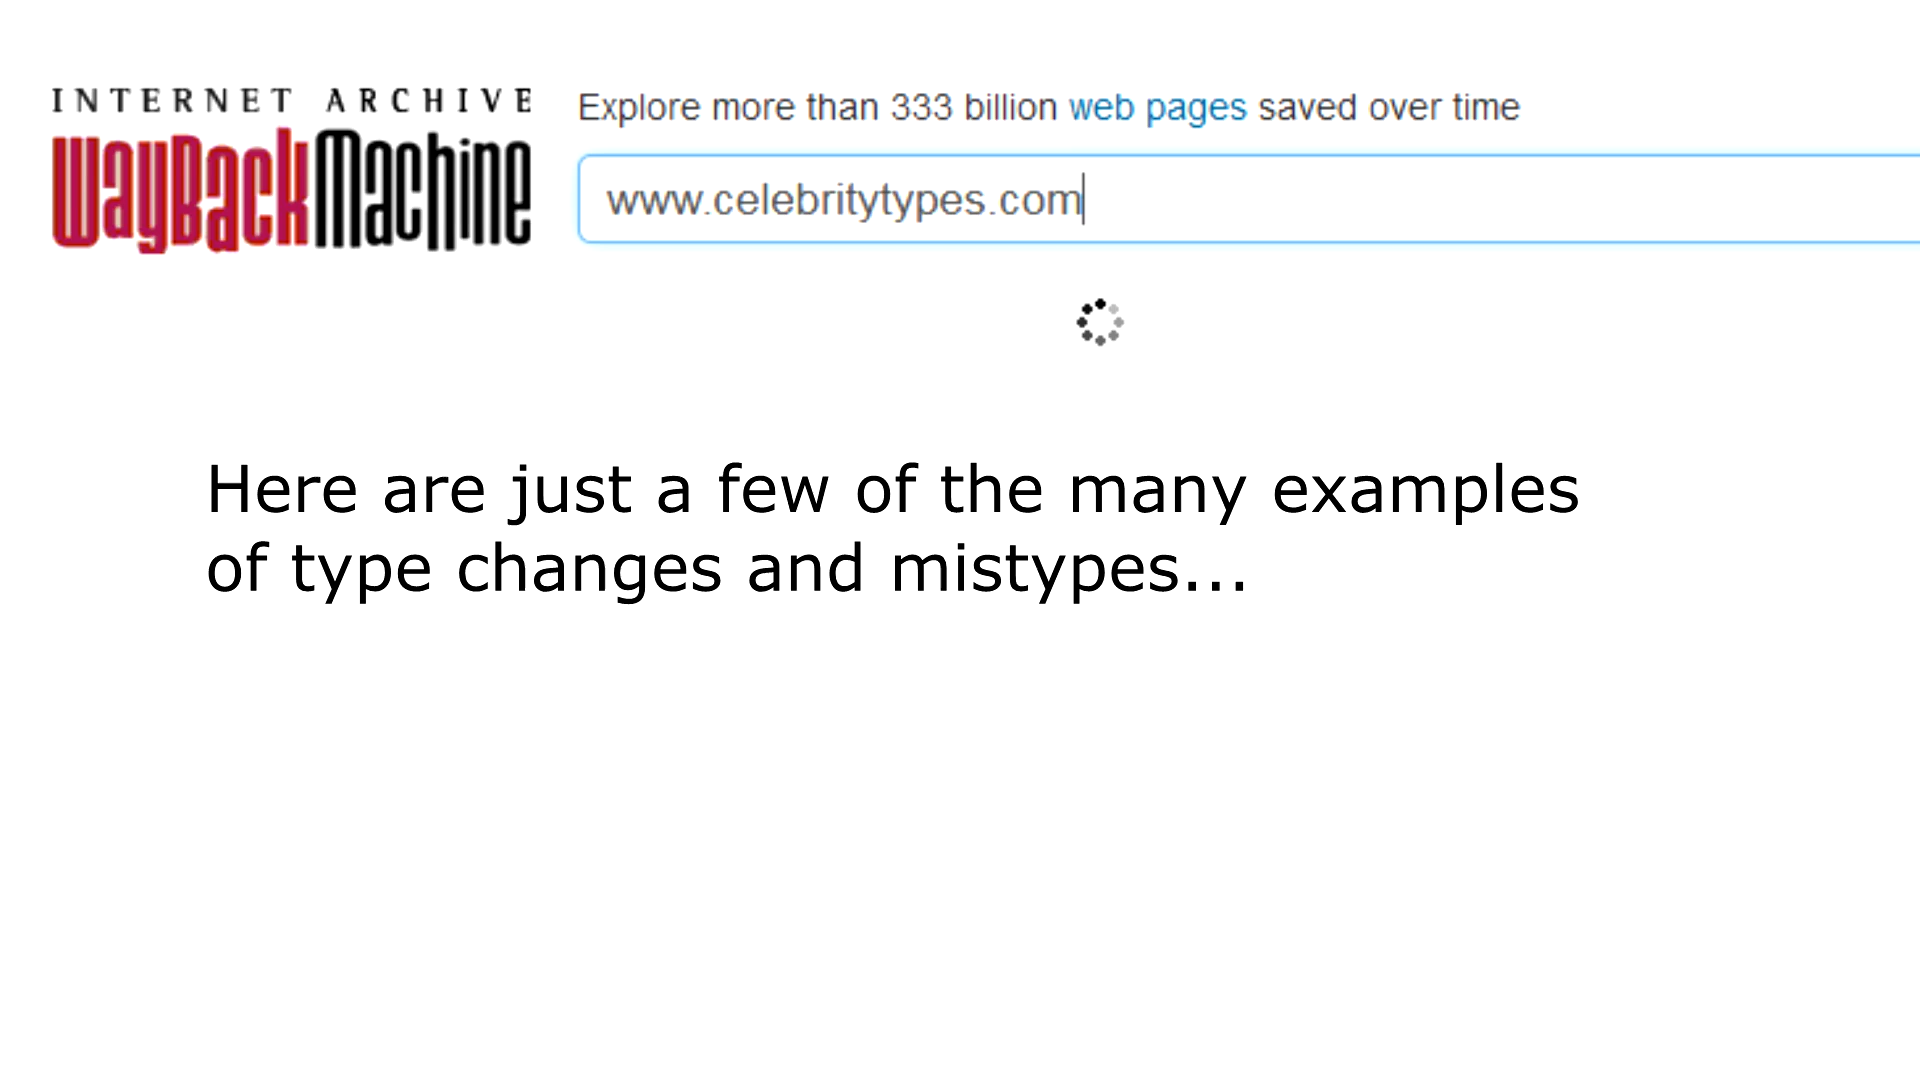 INTERNET ARCHIVE
WayBackMachine
Explore more than 333 billion web pages saved over time
www.celebritytypes.com
Here are just a few of the many examples
of type changes and mistypes...